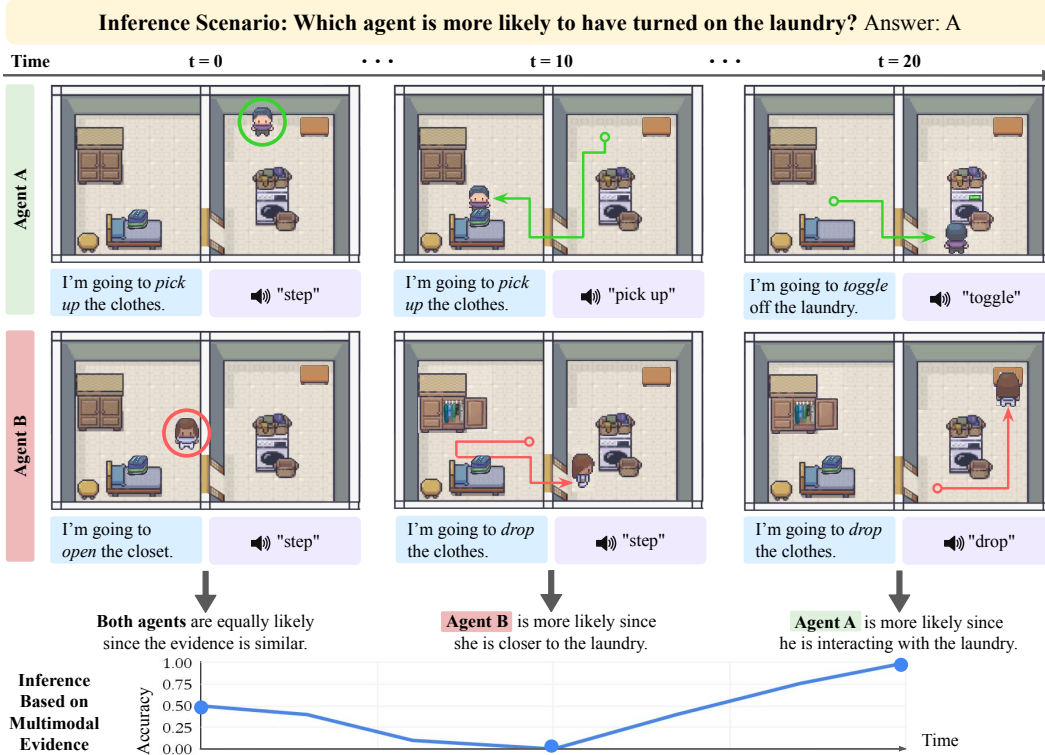 Inference Scenario: Which agent is more likely to have turned on the laundry? Answer: A
Time t = 0 • • • t = 10 • • • t = 20
Agent A
I'm going to pick
up the clothes.
"step"
I'm going to pick
up the clothes.
"pick up"
I'm going to toggle
off the laundry.
"toggle"
Agent B
I'm going to
open the closet.
"step"
I'm going to drop
the clothes.
"step"
I'm going to drop
the clothes.
"drop"
Both agents are equally likely
since the evidence is similar.
Agent B is more likely since
she is closer to the laundry.
Agent A is more likely since
he is interacting with the laundry.
Inference
Based on
Multimodal
Evidence
Accuracy
1.00
0.75
0.50
0.25
0.00
Time